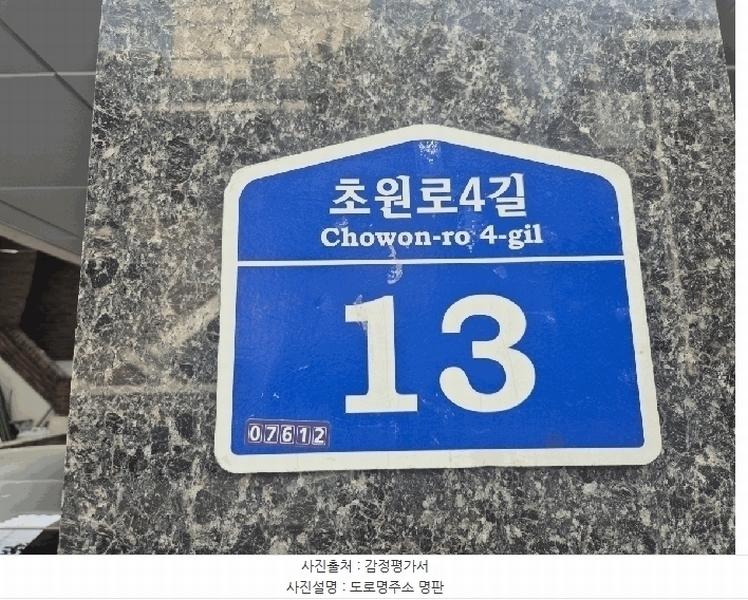 초원로4길
Chowon-ro 4-gil
13
07612
사진출처 : 감정평가서
사진설명 : 도로명주소 명판